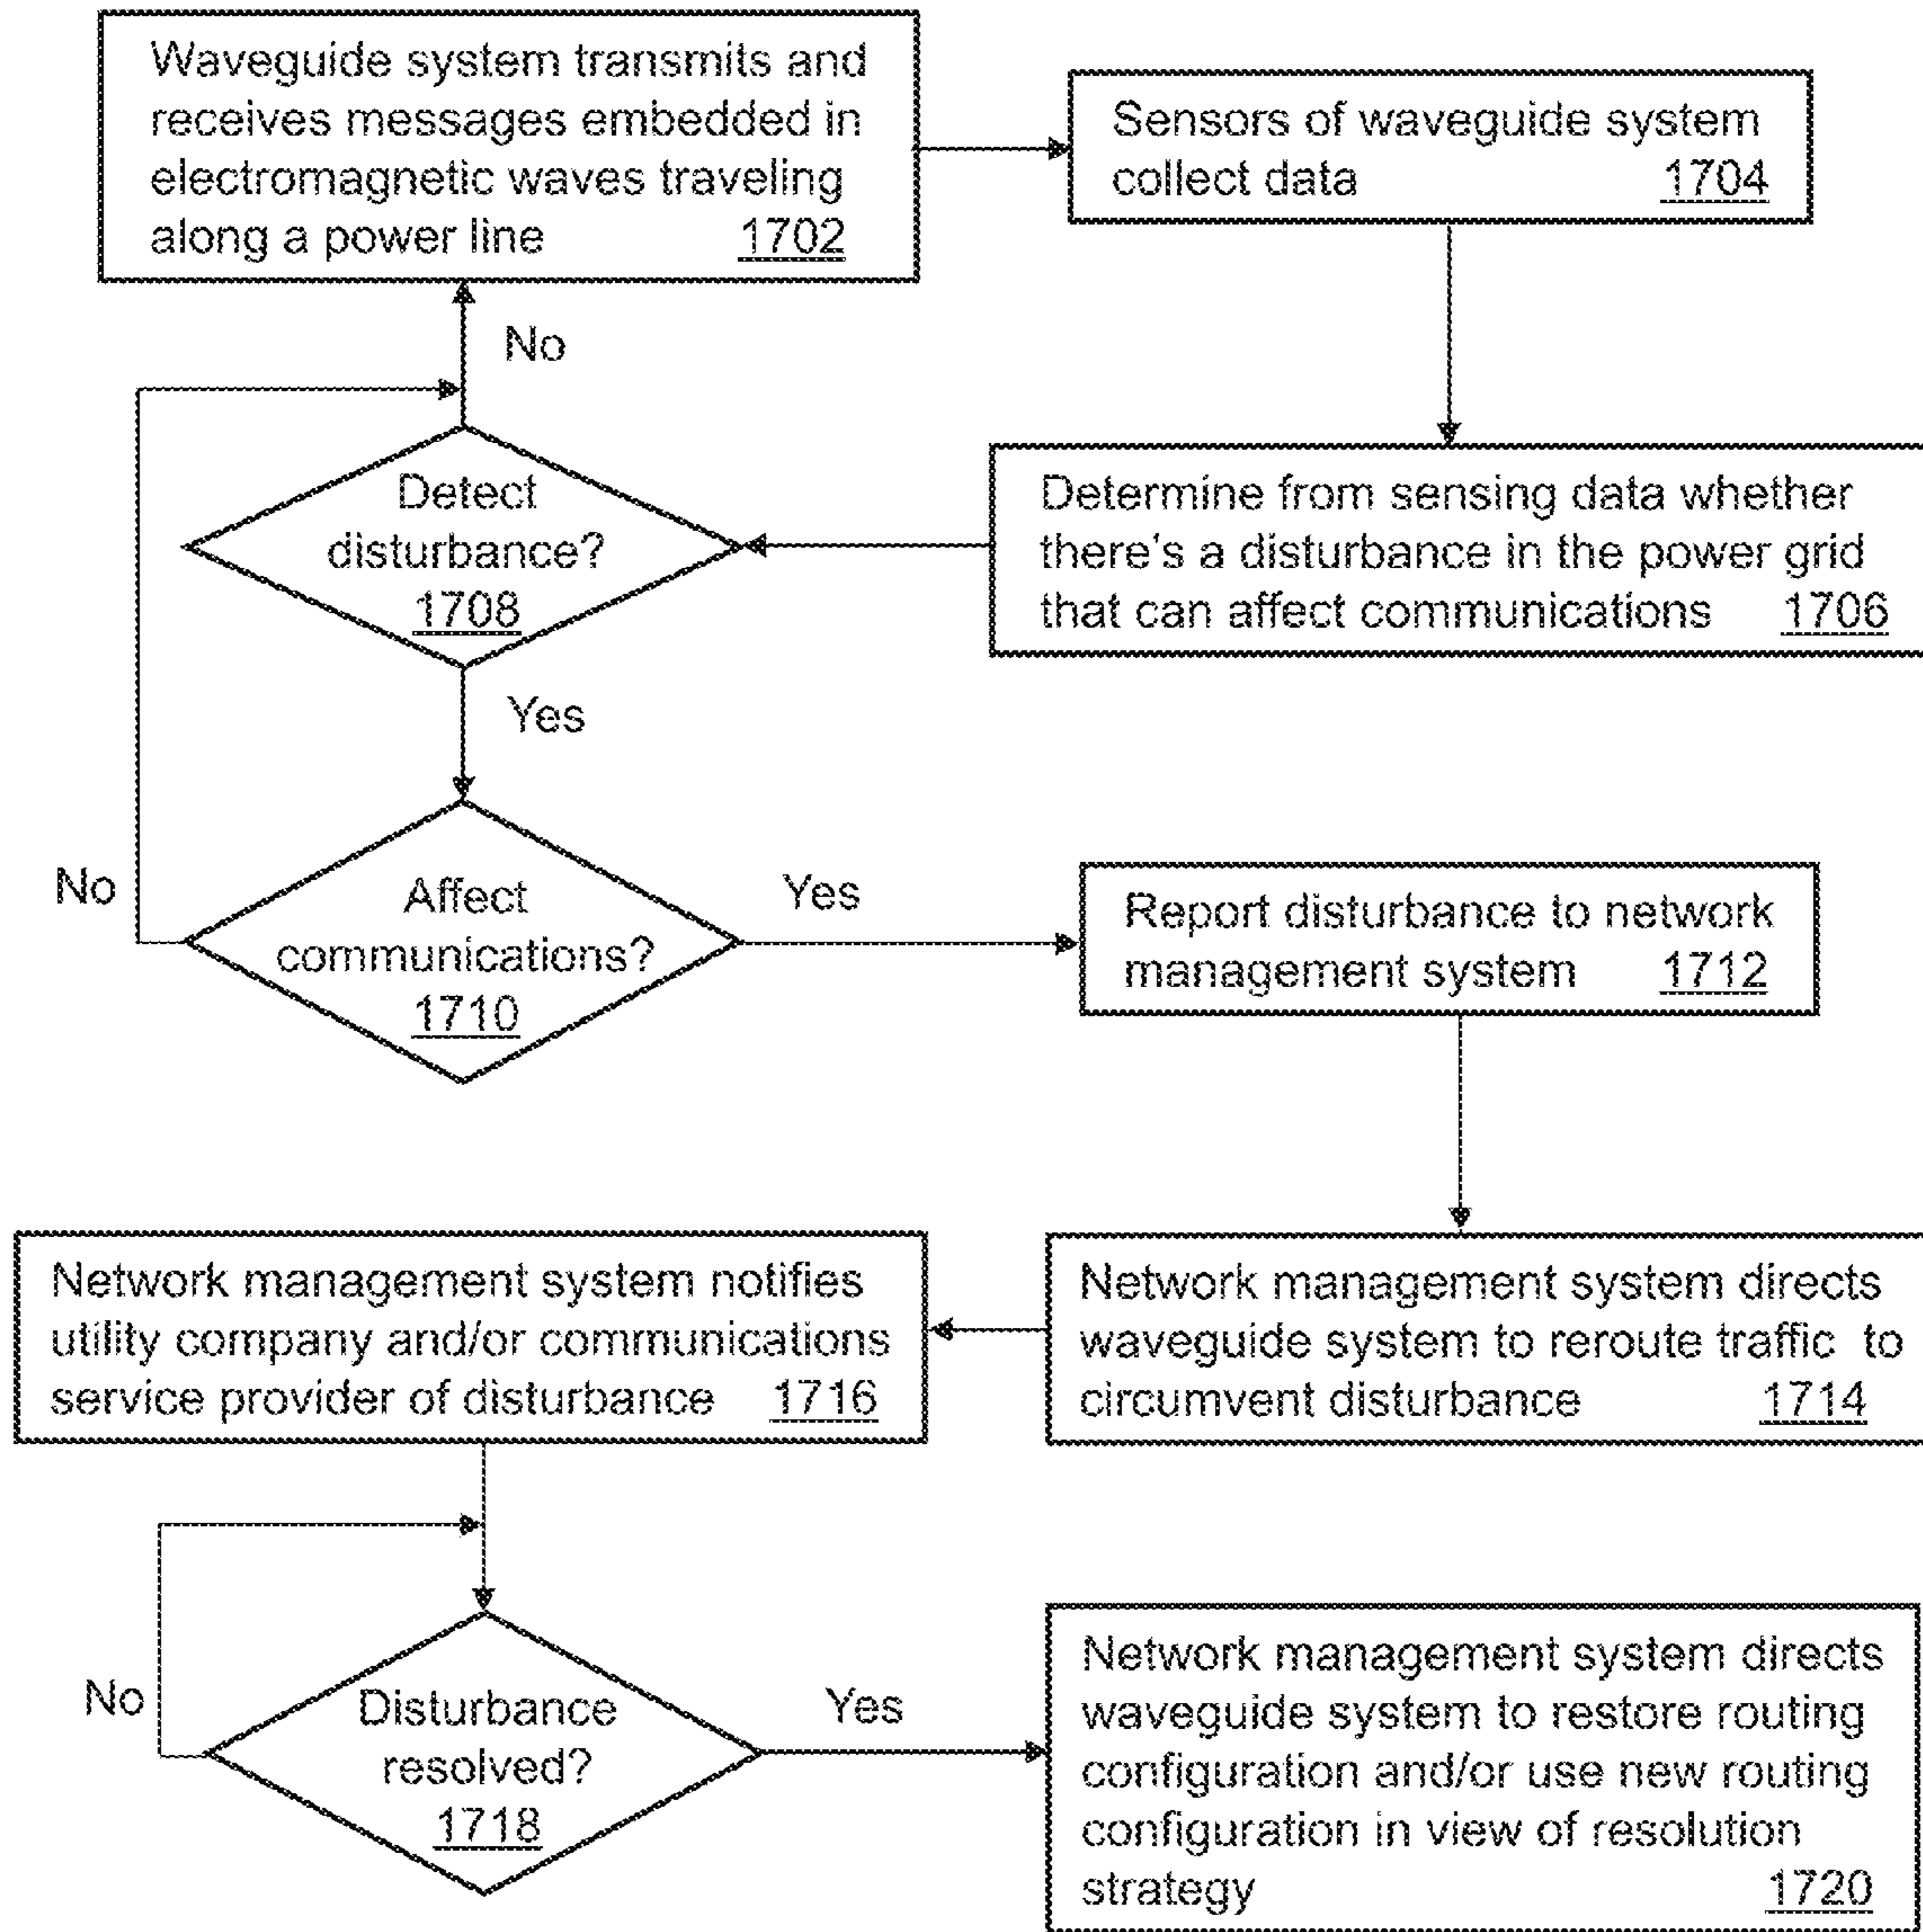 Waveguide system transmits and
receives messages embedded in
electromagnetic waves traveling
along a power line 1702
Sensors of waveguide system
collect data 1704
No
Detect
disturbance?
1708
Determine from sensing data whether
there's a disturbance in the power grid
that can affect communications 1706
Yes
No
Affect
communications?
1710
Yes
Report disturbance to network
management system 1712
Network management system notifies
utility company and/or communications
service provider of disturbance 1716
Network management system directs
waveguide system to reroute traffic to
circumvent disturbance 1714
No
Disturbance
resolved?
1718
Yes
Network management system directs
waveguide system to restore routing
configuration and/or use new routing
configuration in view of resolution
strategy 1720